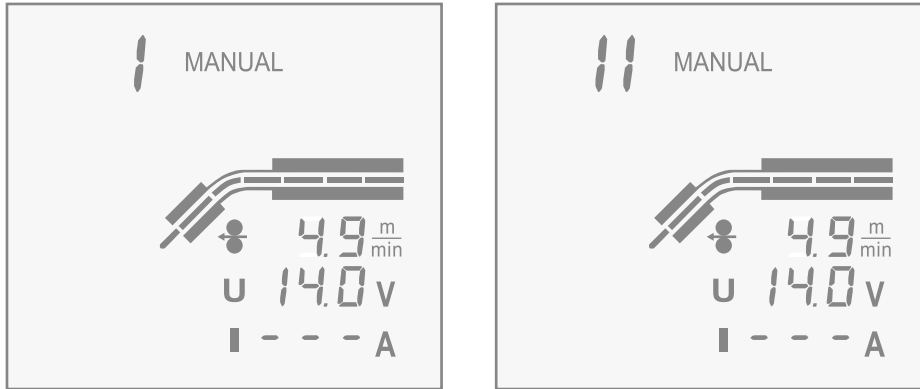 1 MANUAL
4.9 m/min
U 14.0 V
I - - - A
11 MANUAL
4.9 m/min
U 14.0 V
I - - - A